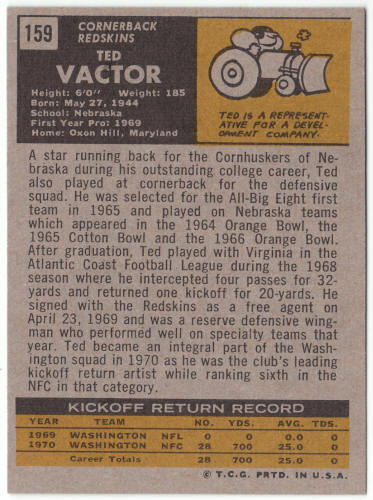 159
CORNERBACK
REDSKINS
TED
VACTOR
Height: 6'0" Weight: 185
Born: May 27, 1944
School: Nebraska
First Year Pro: 1969
Home: Oxon Hill, Maryland
TED IS A REPRESENT-
ATIVE FOR A DEVEL-
OPMENT COMPANY.
A star running back for the Cornhuskers of Ne-
braska during his outstanding college career, Ted
also played at cornerback for the defensive
squad. He was selected for the All-Big Eight first
team in 1965 and played on Nebraska teams
which appeared in the 1964 Orange Bowl, the
1965 Cotton Bowl and the 1966 Orange Bowl.
After graduation, Ted played with Virginia in the
Atlantic Coast Football League during the 1968
season where he intercepted four passes for 32-
yards and returned one kickoff for 20-yards. He
signed with the Redskins as a free agent on
April 23, 1969 and was a reserve defensive wing-
man who performed well on specialty teams that
year. Ted became an integral part of the Wash-
ington squad in 1970 as he was the club's leading
kickoff return artist while ranking sixth in the
NFC in that category.
KICKOFF RETURN RECORD
YEAR TEAM NO. YDS. AVG. TDS.
1969 WASHINGTON NFL 0 0 0.0 0
1970 WASHINGTON NFC 28 700 25.0 0
Career Totals 28 700 25.0 0
© T.C.G. PRTD. IN U.S.A.